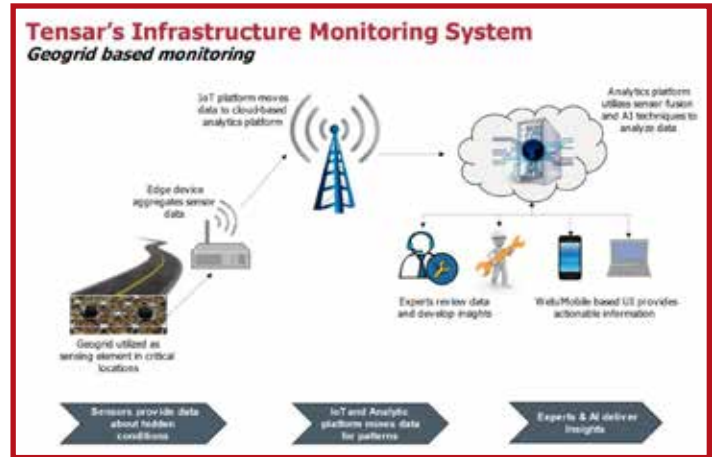 Tensar's Infrastructure Monitoring System
Geogrid based monitoring
IoT platform moves
data to cloud-based
analytics platform
Analytics platform
utilizes sensor fusion
and AI techniques to
analyze data
Edge device
aggregates sensor
data
Experts review data
and develop insights
Web/Mobile based UI provides
actionable information
Geogrid utilized as
sensing element in critical
locations
Sensors provide data
about hidden
conditions
IoT and Analytic
platform moves data
for patterns
Experts & AI deliver
Insights